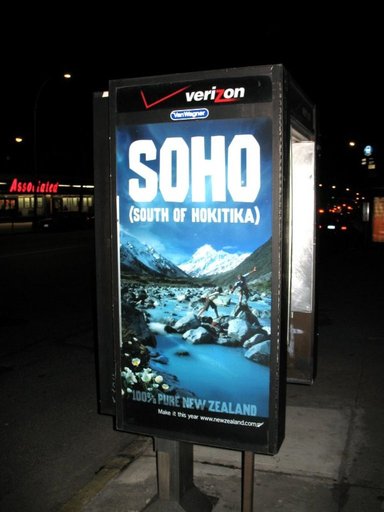 verizon
VanWagner
SOHO
(SOUTH OF HOKITIKA)
Associated
100% PURE NEW ZEALAND
Make it this year www.newzealand.com